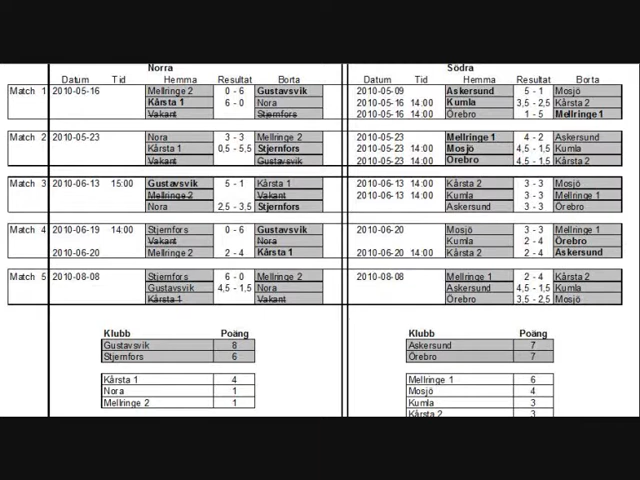 Norra Södra
Datum Tid Hemma Resultat Borta Datum Tid Hemma Resultat Borta
Match 1 2010-05-16 Mellringe 2 0 - 6 Gustavsvik 2010-05-09 Askersund 5 - 1 Mosjö
Kårsta 1 6 - 0 Nora 2010-05-16 14:00 Kumla 3,5 - 2,5 Kårsta 2
Vakant Stjernfors 2010-05-16 14:00 Örebro 1 - 5 Mellringe 1
Match 2 2010-05-23 Nora 3 - 3 Mellringe 2 2010-05-23 Mellringe 1 4 - 2 Askersund
Kårsta 1 0,5 - 5,5 Stjernfors 2010-05-23 14:00 Mosjö 4,5 - 1,5 Kumla
Vakant Gustavsvik 2010-05-23 14:00 Örebro 4,5 - 1,5 Kårsta 2
Match 3 2010-06-13 15:00 Gustavsvik 5 - 1 Kårsta 1 2010-06-13 14:00 Kårsta 2 3 - 3 Mosjö
Mellringe 2 Vakant 2010-06-13 14:00 Kumla 3 - 3 Mellringe 1
Nora 2,5 - 3,5 Stjernfors Askersund 3 - 3 Örebro
Match 4 2010-06-19 14:00 Stjernfors 0 - 6 Gustavsvik 2010-06-20 Mosjö 3 - 3 Mellringe 1
Vakant Nora Kumla 2 - 4 Örebro
2010-06-20 Mellringe 2 2 - 4 Kårsta 1 2010-06-20 14:00 Kårsta 2 2 - 4 Askersund
Match 5 2010-08-08 Stjernfors 6 - 0 Mellringe 2 2010-08-08 Mellringe 1 2 - 4 Kårsta 2
Gustavsvik 4,5 - 1,5 Nora Askersund 4,5 - 1,5 Kumla
Kårsta 1 Vakant Örebro 3,5 - 2,5 Mosjö
Klubb Poäng Klubb Poäng
Gustavsvik 8 Askersund 7
Stjernfors 6 Örebro 7
Kårsta 1 4 Mellringe 1 6
Nora 1 Mosjö 4
Mellringe 2 1 Kumla 3
Kårsta 2 3